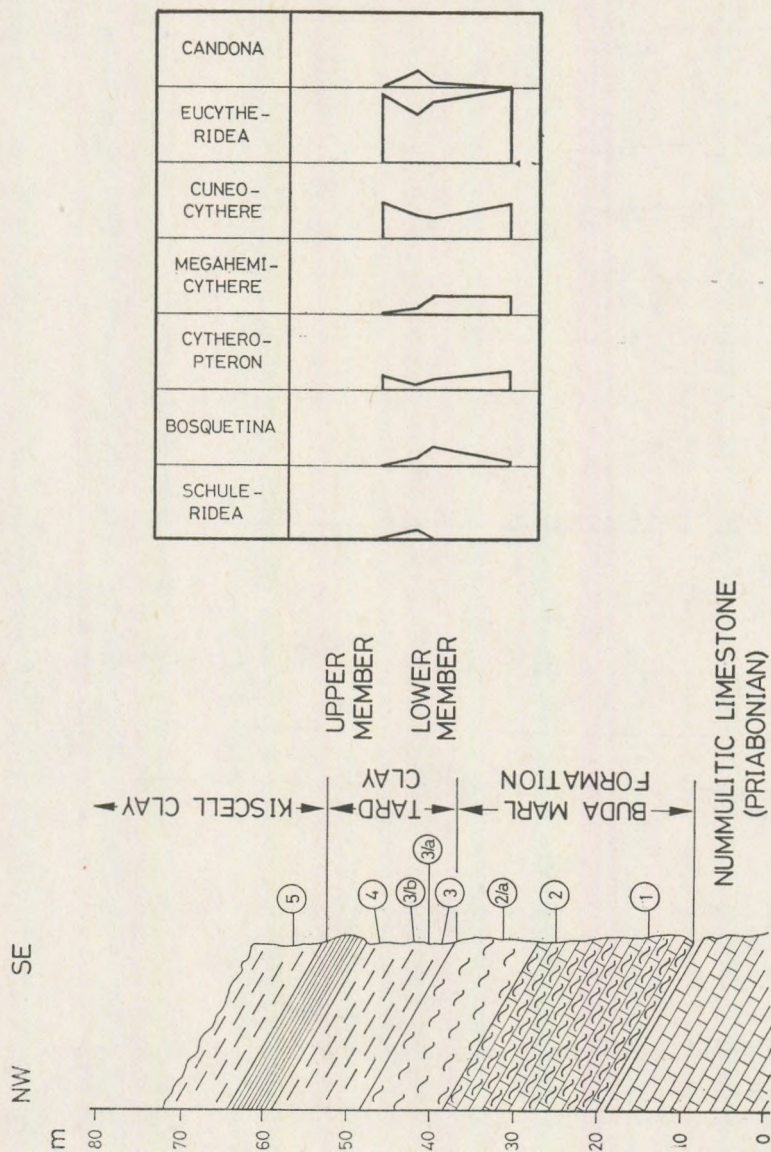 CANDONA
EUCYTHE-
RIDEA
CUNEO-
CYTHERE
MEGAHEMI-
CYTHERE
CYTHERO-
PTERON
BOSQUETINA
SCHULE-
RIDEA
NW SE
m
80
70
60
50
40
30
20
10
0
5
4
3/b
3/a
3
2/a
2
1
KISCELL CLAY
TARD
CLAY
UPPER
MEMBER
LOWER
MEMBER
BUDA MARL
FORMATION
NUMMULITIC LIMESTONE
(PRIABONIAN)